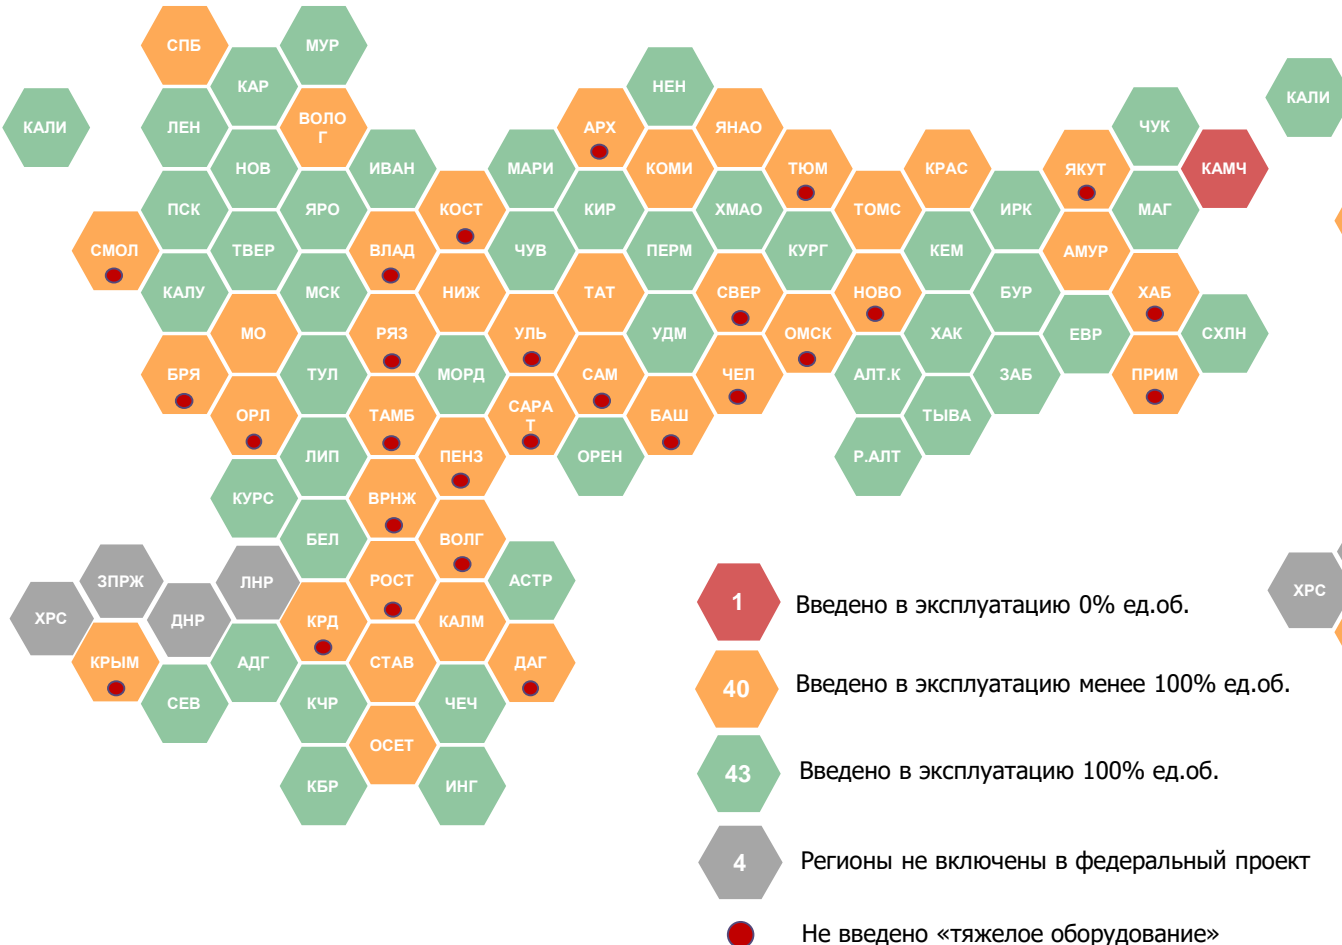 СПБ
МУР
КАР
НЕН
КАЛИ
КАЛИ
ЛЕН
ВОЛО
Г
АРХ
ЯНАО
ЧУК
НОВ
ИВАН
МАРИ
КОМИ
ТЮМ
КРАС
ЯКУТ
КАМЧ
ПСК
ЯРО
КОСТ
КИР
ХМАО
ТОМС
ИРК
МАГ
СМОЛ
ТВЕР
ВЛАД
ЧУВ
ПЕРМ
КУРГ
КЕМ
АМУР
КАЛУ
МСК
НИЖ
ТАТ
СВЕР
НОВО
БУР
ХАБ
МО
РЯЗ
УЛЬ
УДМ
ОМСК
ХАК
ЕВР
СХЛН
БРЯ
ТУЛ
МОРД
САМ
ЧЕЛ
АЛТ.К
ЗАБ
ПРИМ
ОРЛ
ТАМБ
САРА
Т
БАШ
ТЫВА
ЛИП
ПЕНЗ
ОРЕН
Р.АЛТ
КУРС
ВРНЖ
БЕЛ
ВОЛГ
ЗПРЖ
ЛНР
РОСТ
АСТР
ХРС
ДНР
КРД
КАЛМ
ХРС
КРЫМ
АДГ
СТАВ
ДАГ
СЕВ
КЧР
ЧЕЧ
ОСЕТ
КБР
ИНГ
1 Введено в эксплуатацию 0% ед.об.
40 Введено в эксплуатацию менее 100% ед.об.
43 Введено в эксплуатацию 100% ед.об.
4 Регионы не включены в федеральный проект
Не введено «тяжелое оборудование»